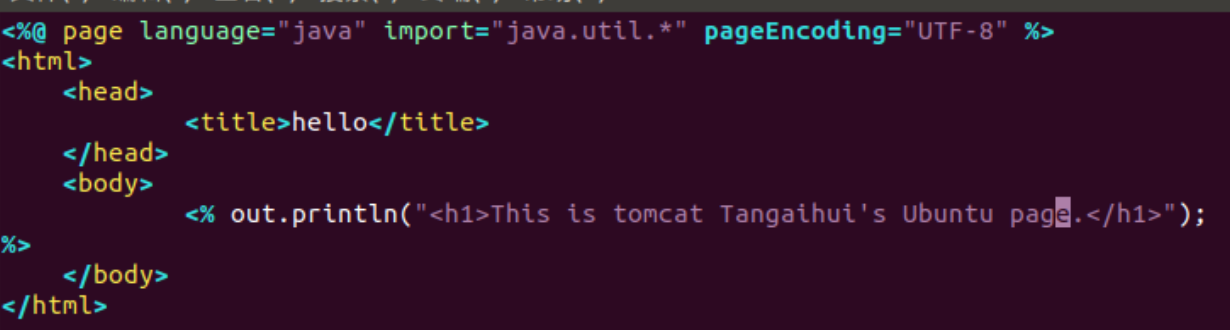 <%@ page language="java" import="java.util.*" pageEncoding="UTF-8" %>
<html>
    <head>
            <title>hello</title>
    </head>
    <body>
            <% out.println("<h1>This is tomcat Tangaihui's Ubuntu page.</h1>");
%>
    </body>
</html>